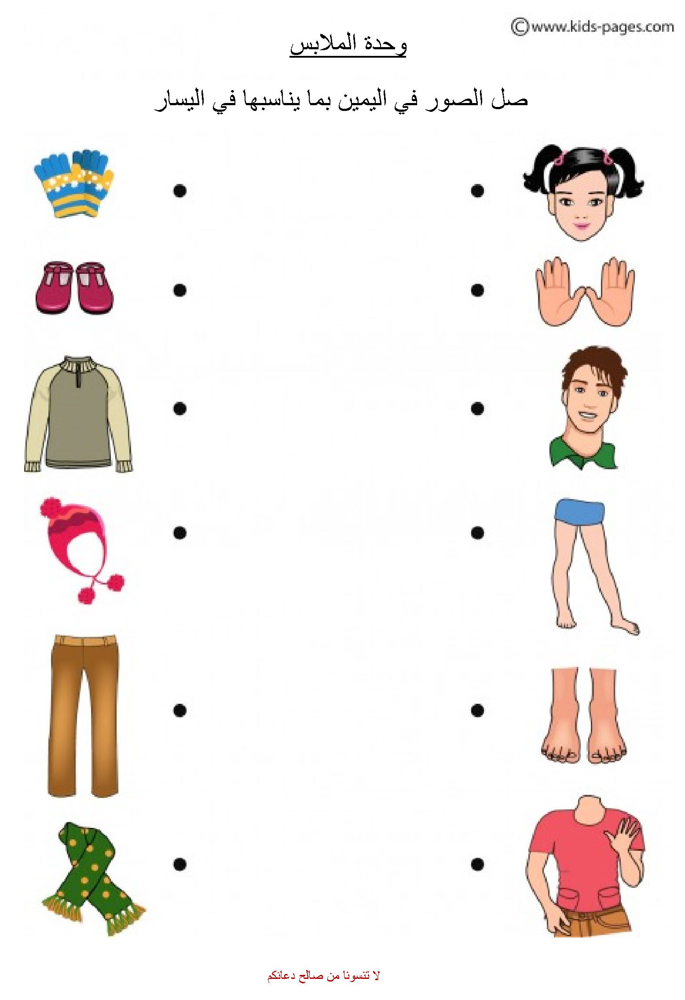 ©www.kids-pages.com
وحدة الملابس
صل الصور في اليمين بما يناسبها في اليسار
لا تنسونا من صالح دعائكم